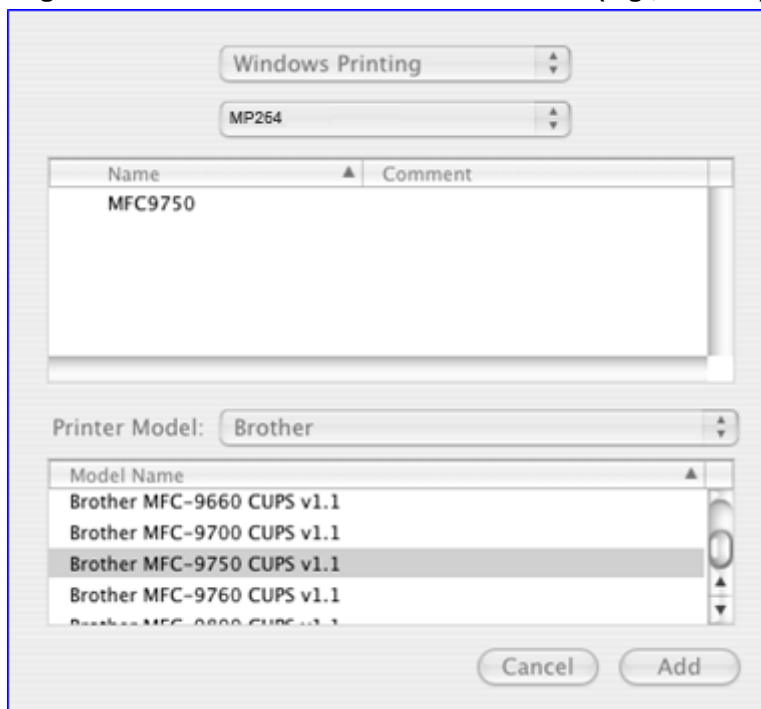 Windows Printing
MP264
Name Comment
MFC9750
Printer Model: Brother
Model Name
Brother MFC-9660 CUPS v1.1
Brother MFC-9700 CUPS v1.1
Brother MFC-9750 CUPS v1.1
Brother MFC-9760 CUPS v1.1
Cancel Add